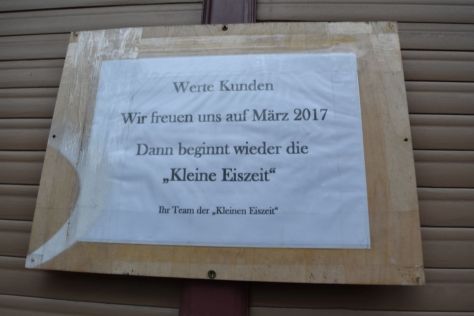 Werte Kunden
Wir freuen uns auf März 2017
Dann beginnt wieder die
„Kleine Eiszeit“
Ihr Team der „Kleinen Eiszeit“